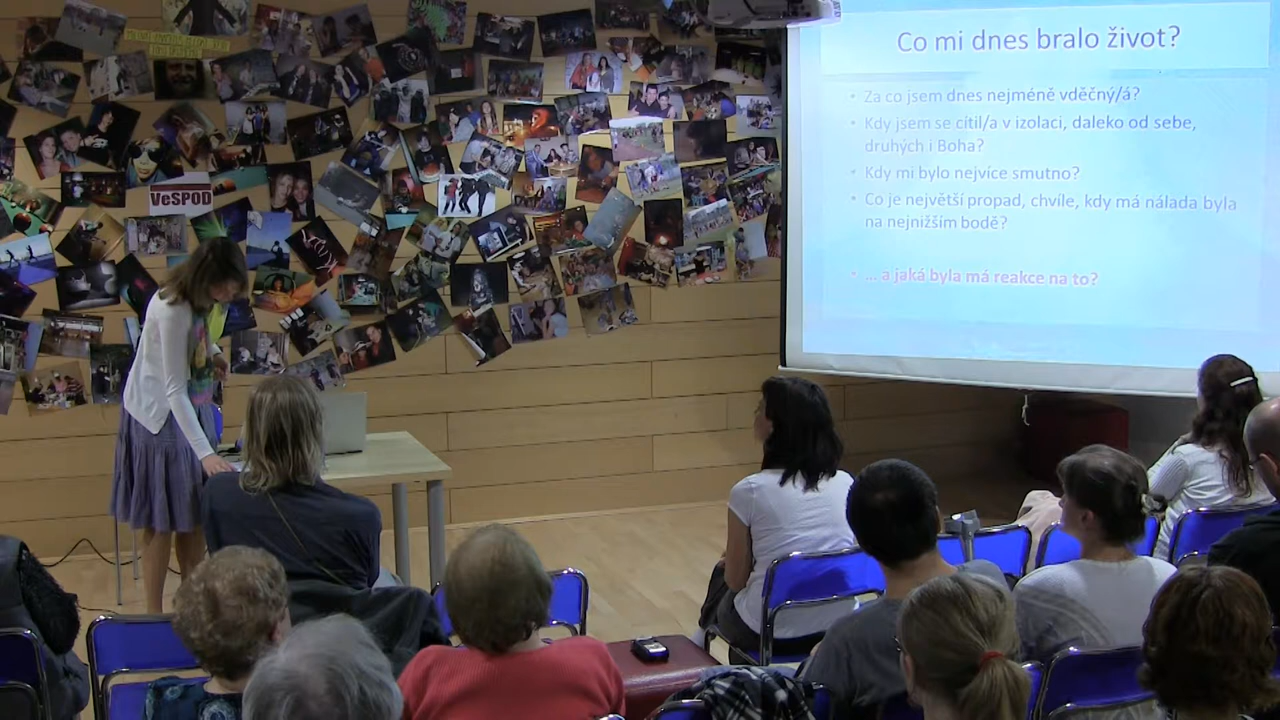 Co mi dnes bralo život?
• Za co jsem dnes nejméně vděčný/á?
• Kdy jsem se cítil/a v izolaci, daleko od sebe,
druhých i Boha?
• Kdy mi bylo nejvíce smutno?
• Co je největší propad, chvíle, kdy má nálada byla
na nejnižším bodě?
• ... a jaká byla má reakce na to?
VeSPOD